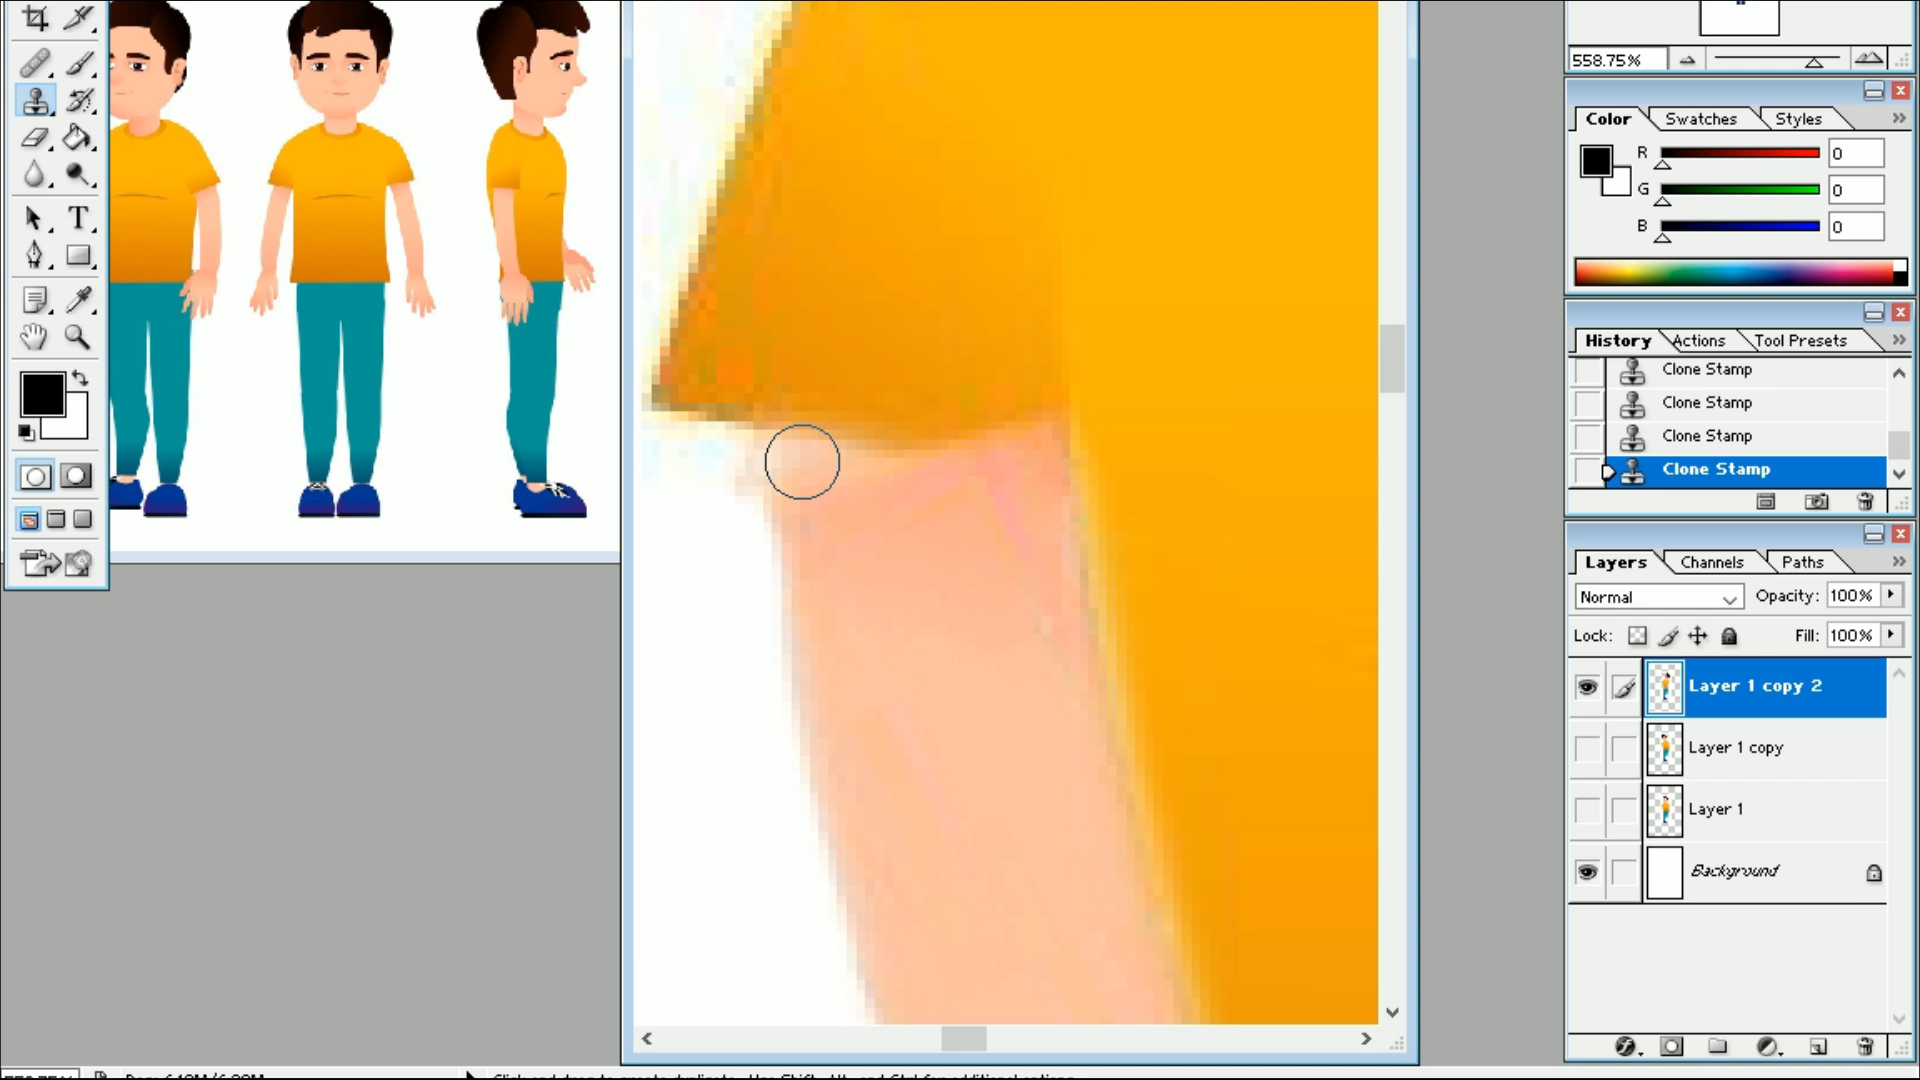 T
558.75%
Color Swatches Styles
R 0
G 0
B 0
History Actions Tool Presets
Clone Stamp
Clone Stamp
Clone Stamp
Clone Stamp
Layers Channels Paths
Normal Opacity: 100%
Lock: Fill: 100%
Layer 1 copy 2
Layer 1 copy
Layer 1
Background